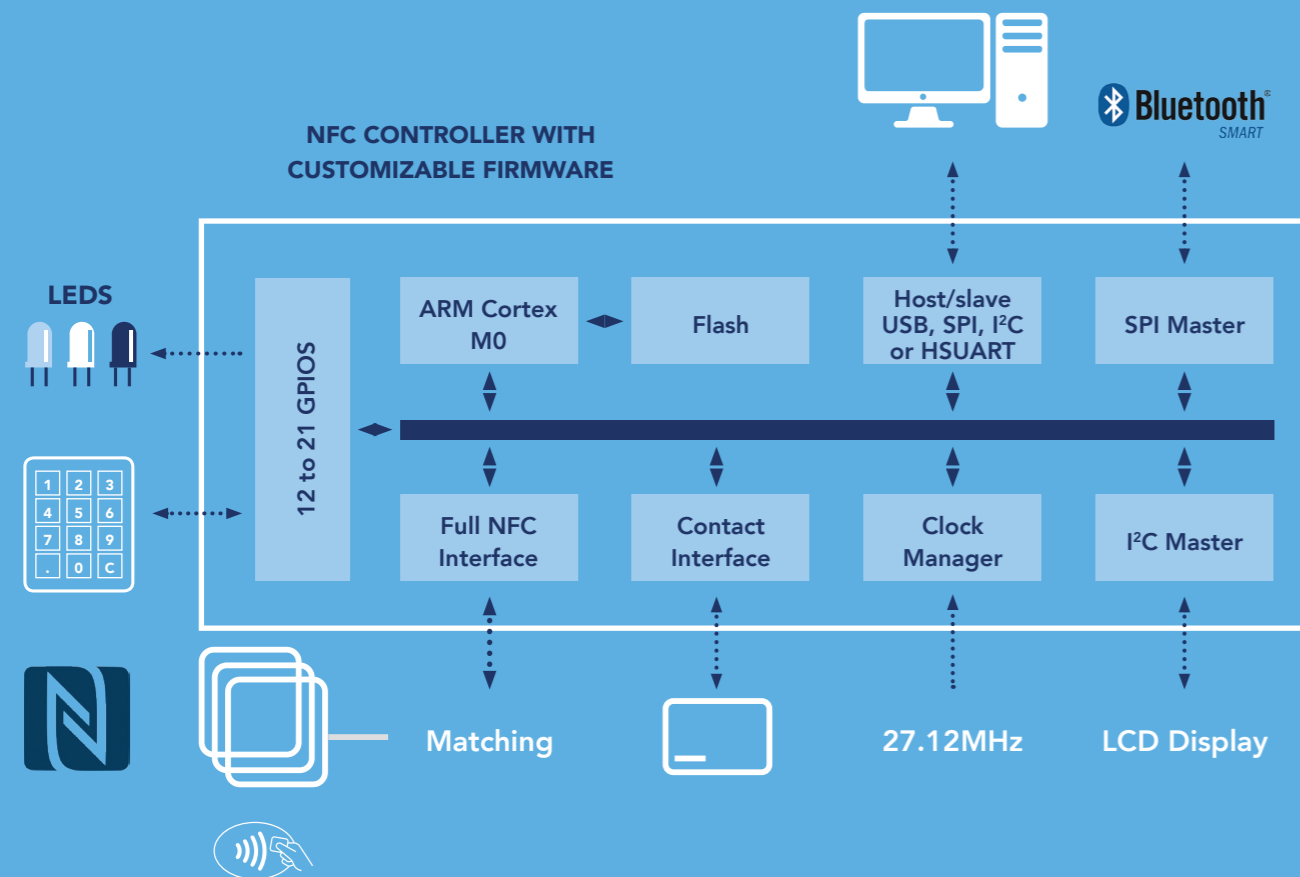 Bluetooth®
SMART
NFC CONTROLLER WITH
CUSTOMIZABLE FIRMWARE
LEDS
12 to 21 GPIOS
ARM Cortex
M0
Flash
Host/slave
USB, SPI, I²C
or HSUART
SPI Master
1 2 3
4 5 6
7 8 9
. 0 C
Full NFC
Interface
Contact
Interface
Clock
Manager
I²C Master
Matching
27.12MHz
LCD Display